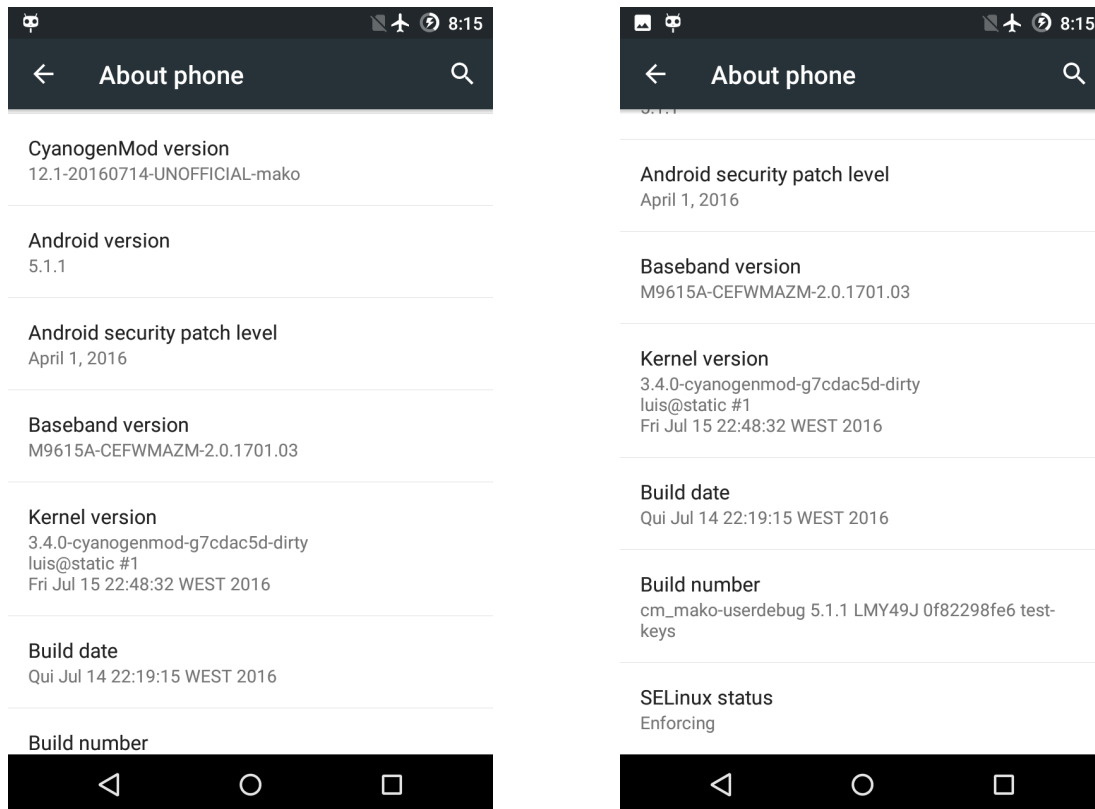 8:15
About phone
CyanogenMod version
12.1-20160714-UNOFFICIAL-mako
Android version
5.1.1
Android security patch level
April 1, 2016
Baseband version
M9615A-CEFWMAZM-2.0.1701.03
Kernel version
3.4.0-cyanogenmod-g7cdac5d-dirty
luis@static #1
Fri Jul 15 22:48:32 WEST 2016
Build date
Qui Jul 14 22:19:15 WEST 2016
Build number
8:15
About phone
5.1.1
Android security patch level
April 1, 2016
Baseband version
M9615A-CEFWMAZM-2.0.1701.03
Kernel version
3.4.0-cyanogenmod-g7cdac5d-dirty
luis@static #1
Fri Jul 15 22:48:32 WEST 2016
Build date
Qui Jul 14 22:19:15 WEST 2016
Build number
cm_mako-userdebug 5.1.1 LMY49J 0f82298fe6 test-
keys
SELinux status
Enforcing